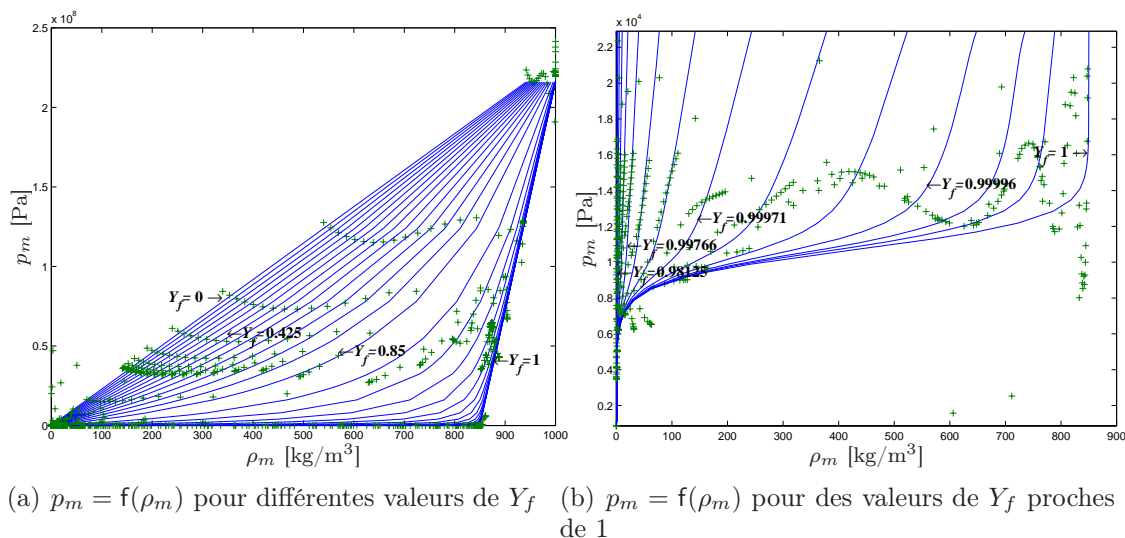 x 10^8
2.5
2
1.5
1
0.5
0
0 100 200 300 400 500 600 700 800 900 1000
p_m [Pa]
ρ_m [kg/m³]
Y_f= 0 →
←Y_f=0.425
←Y_f=0.85
←Y_f=1
x 10^4
2.2
2
1.8
1.6
1.4
1.2
1
0.8
0.6
0.4
0.2
0 100 200 300 400 500 600 700 800 900
p_m [Pa]
ρ_m [kg/m³]
Y_f= 1 →
←Y_f=0.99996
←Y_f=0.99971
←Y_f=0.99766
←Y_f=0.98125
(a) p_m = f(ρ_m) pour différentes valeurs de Y_f
(b) p_m = f(ρ_m) pour des valeurs de Y_f proches
de 1